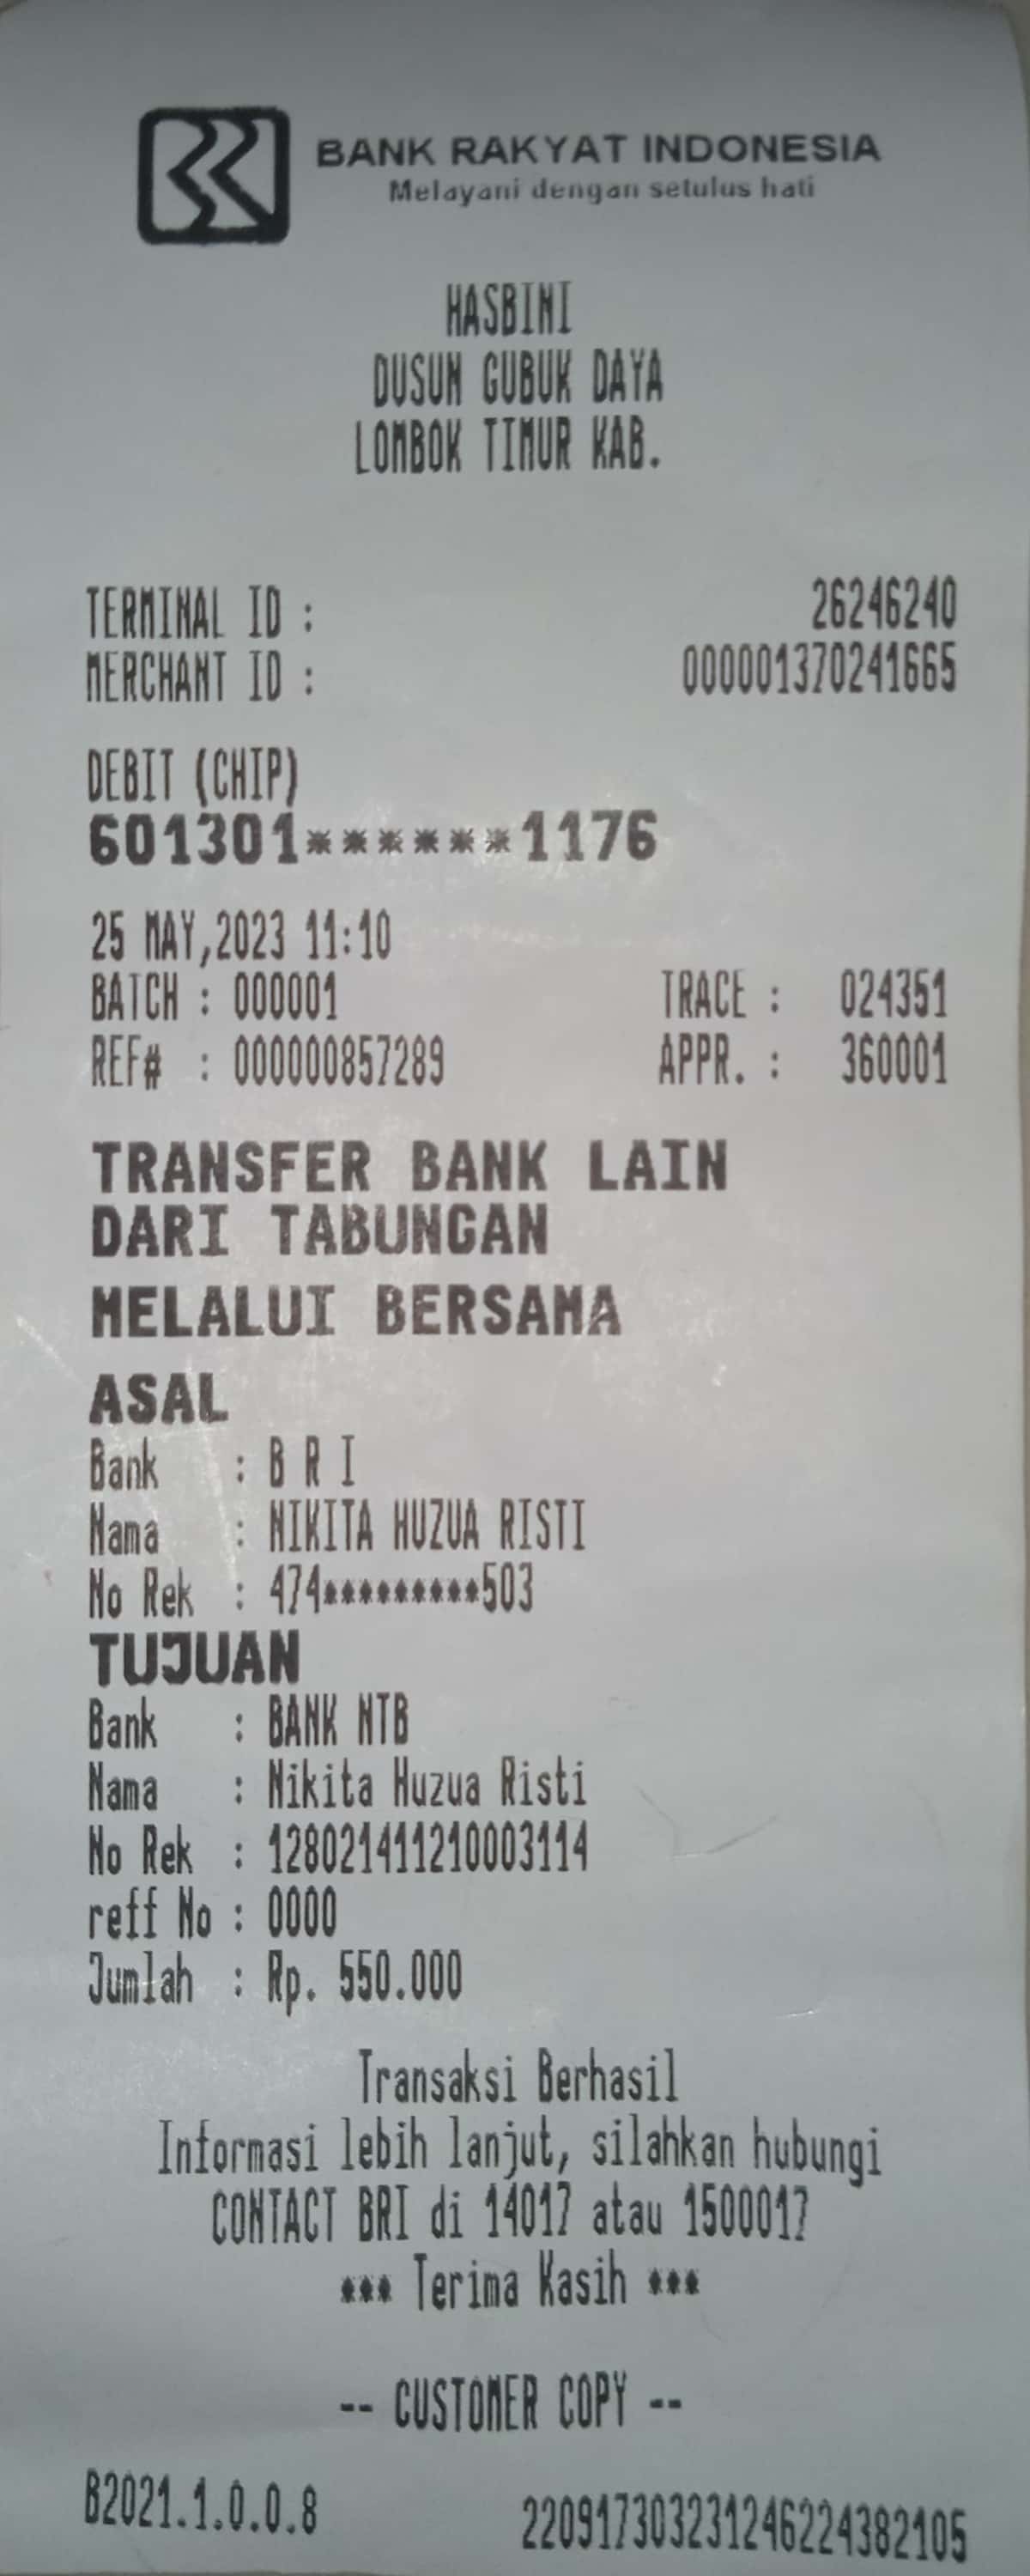 BANK RAKYAT INDONESIA
Melayani dengan setulus hati
HASBINI
DUSUN GUBUK DAYA
LOMBOK TIMUR KAB.
TERMINAL ID : 26246240
MERCHANT ID : 000001370241665
DEBIT (CHIP)
601301******1176
25 MAY,2023 11:10
BATCH : 000001 TRACE : 024351
REF# : 000000857289 APPR. : 360001
TRANSFER BANK LAIN
DARI TABUNGAN
MELALUI BERSAMA
ASAL
Bank : B R I
Nama : NIKITA HUZUA RISTI
No Rek : 474*********503
TUJUAN
Bank : BANK NTB
Nama : Nikita Huzua Risti
No Rek : 128021411210003114
reff No : 0000
Jumlah : Rp. 550.000
Transaksi Berhasil
Informasi lebih lanjut, silahkan hubungi
CONTACT BRI di 14017 atau 1500017
*** Terima Kasih ***
-- CUSTOMER COPY --
B2021.1.0.0.8 220917303231246224382105